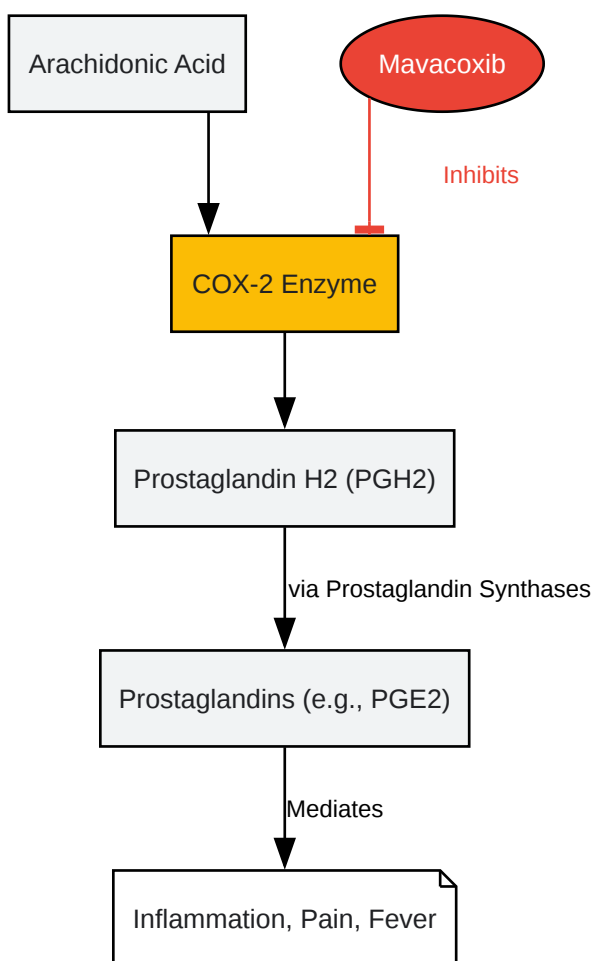 Arachidonic Acid
Mavacoxib
Inhibits
COX-2 Enzyme
Prostaglandin H2 (PGH2)
via Prostaglandin Synthases
Prostaglandins (e.g., PGE2)
Mediates
Inflammation, Pain, Fever